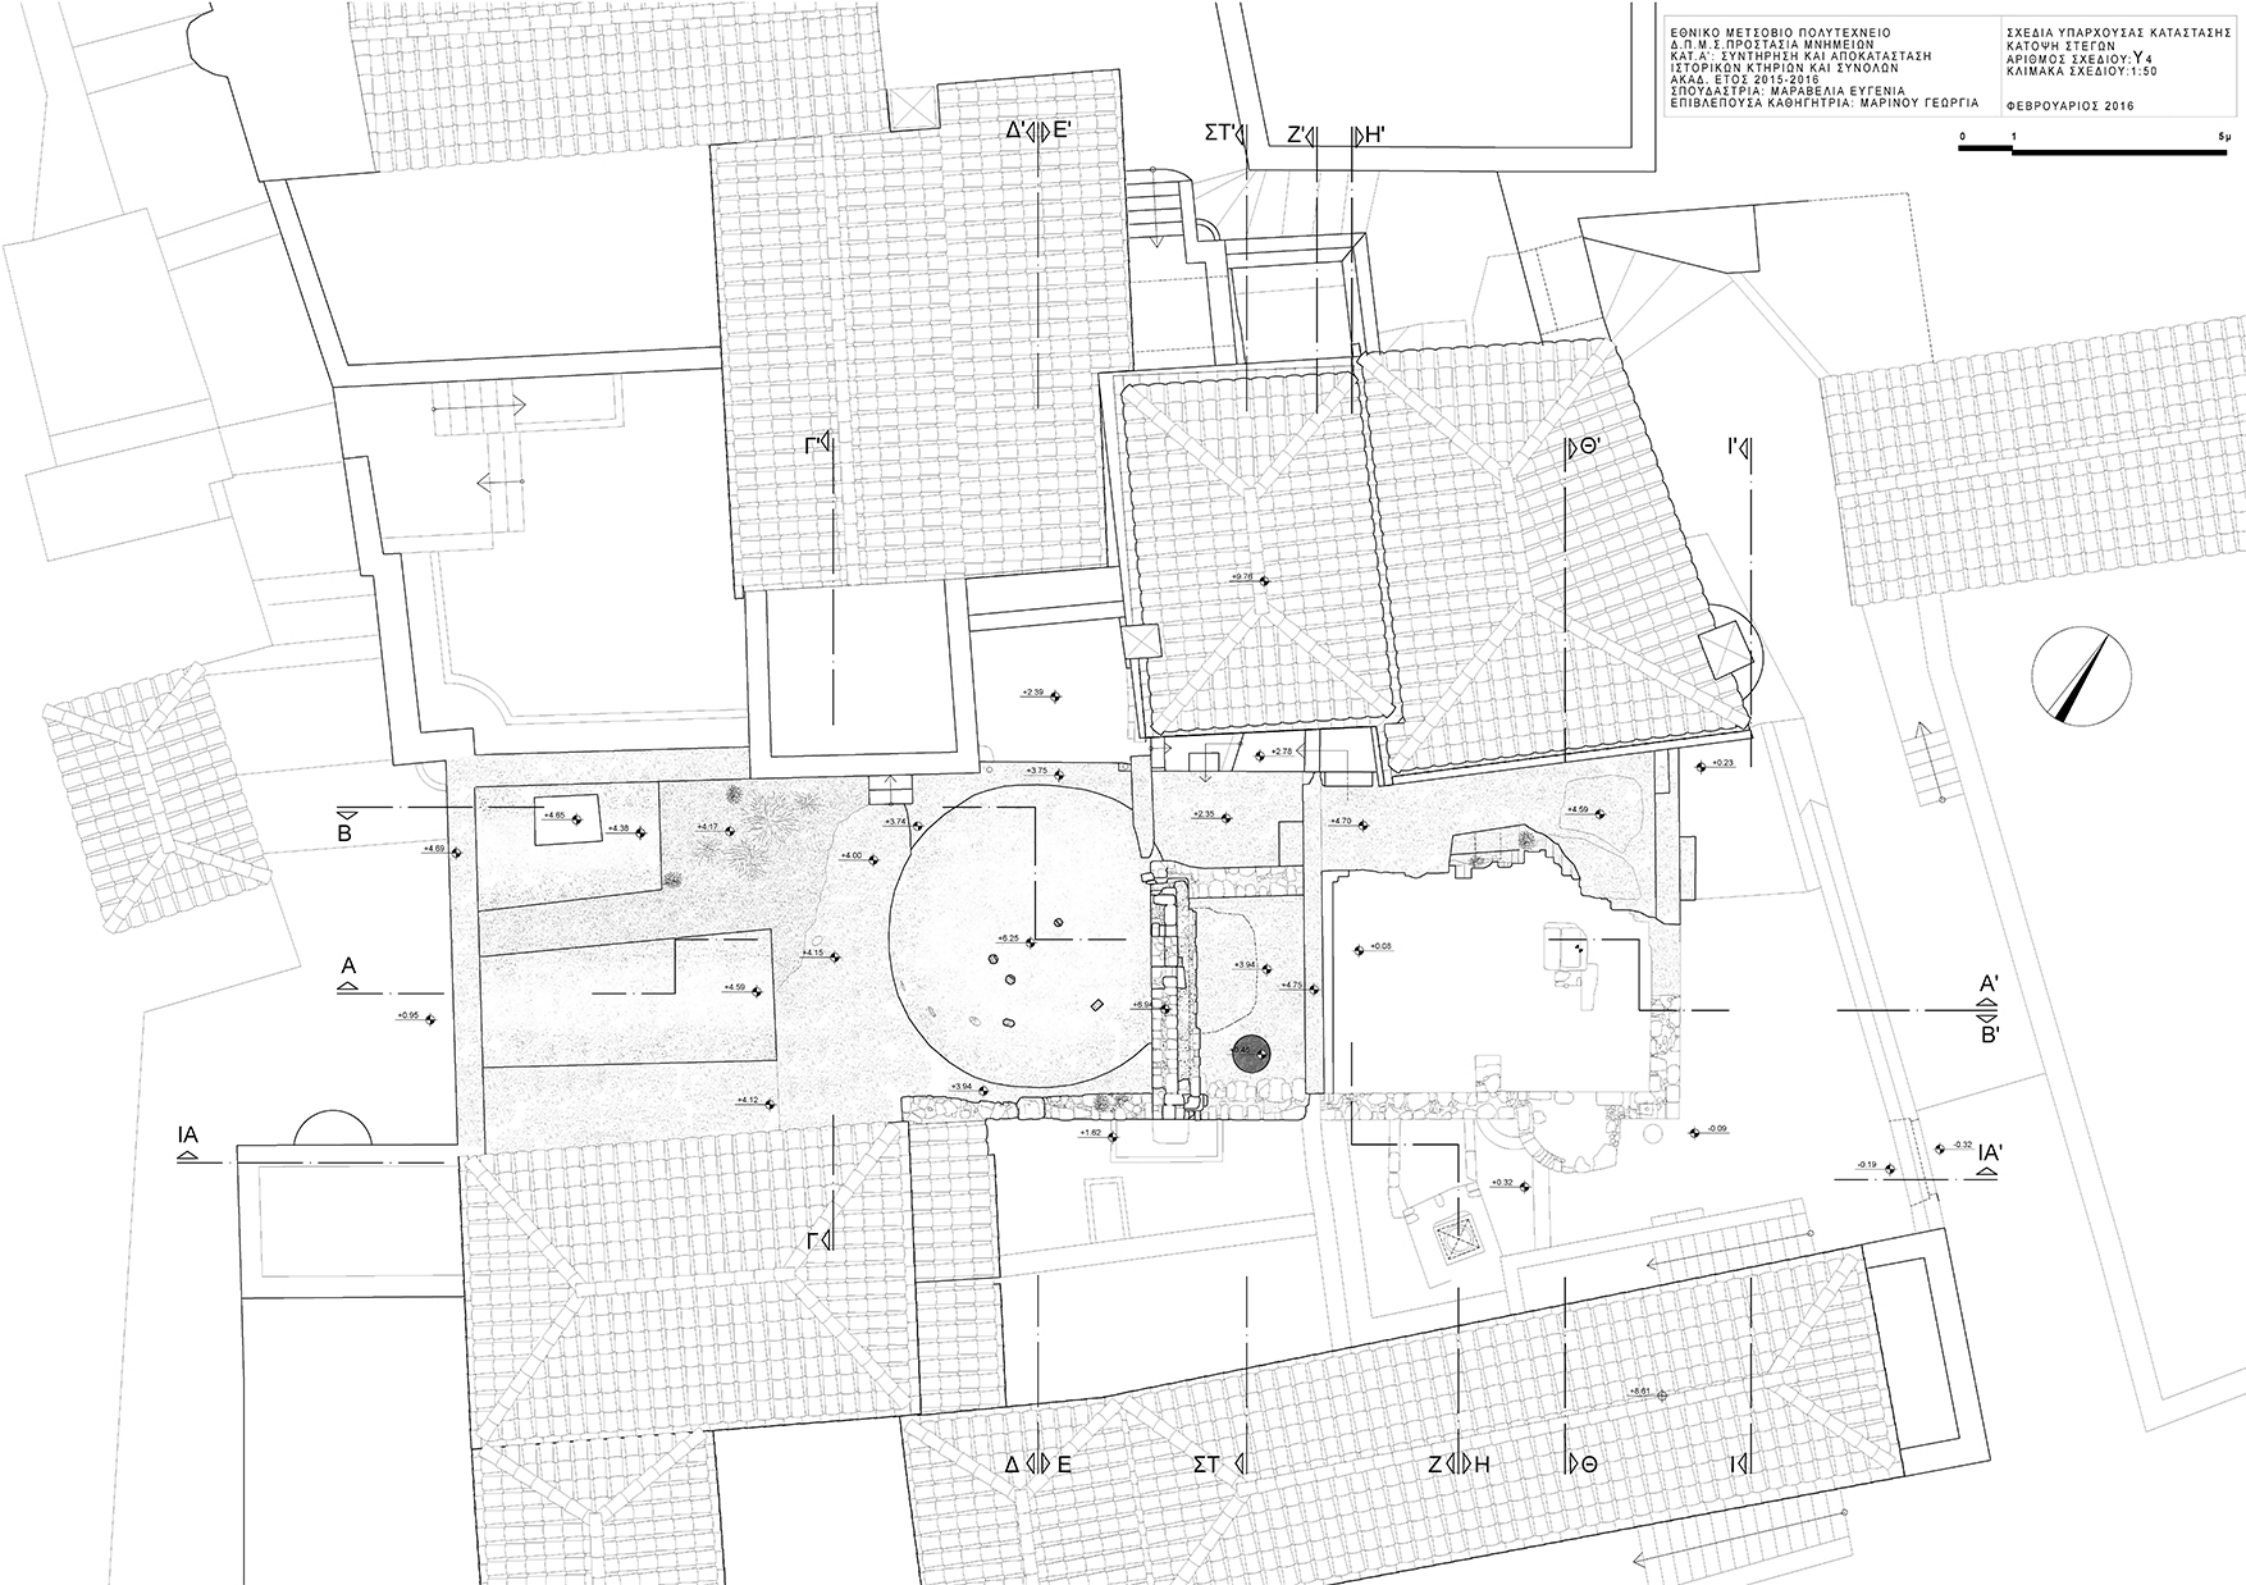 ΕΘΝΙΚΟ ΜΕΤΣΟΒΙΟ ΠΟΛΥΤΕΧΝΕΙΟ
Δ.Π.Μ.Σ.ΠΡΟΣΤΑΣΙΑ ΜΝΗΜΕΙΩΝ
ΚΑΤ.Α': ΣΥΝΤΗΡΗΣΗ ΚΑΙ ΑΠΟΚΑΤΑΣΤΑΣΗ
ΙΣΤΟΡΙΚΩΝ ΚΤΗΡΙΩΝ ΚΑΙ ΣΥΝΟΛΩΝ
ΑΚΑΔ. ΕΤΟΣ 2015-2016
ΣΠΟΥΔΑΣΤΡΙΑ: ΜΑΡΑΒΕΛΙΑ ΕΥΓΕΝΙΑ
ΕΠΙΒΛΕΠΟΥΣΑ ΚΑΘΗΓΗΤΡΙΑ: ΜΑΡΙΝΟΥ ΓΕΩΡΓΙΑ
ΣΧΕΔΙΑ ΥΠΑΡΧΟΥΣΑΣ ΚΑΤΑΣΤΑΣΗΣ
ΚΑΤΟΨΗ ΣΤΕΓΩΝ
ΑΡΙΘΜΟΣ ΣΧΕΔΙΟΥ:Υ4
ΚΛΙΜΑΚΑ ΣΧΕΔΙΟΥ:1:50
ΦΕΒΡΟΥΑΡΙΟΣ 2016
0 1 5μ
Δ' Ε' ΣΤ' Ζ' Η'
Γ' Θ' Ι'
+9.76
+2.39
+2.78
+3.75 +0.23
+4.65 +4.38 +4.17 +3.74 +2.35 +4.70 +4.59
Β
+4.69 +4.00
+6.25 +0.08
+4.15 +3.94
Α Α'
+4.59 +4.75
+0.95
Β'
+3.94
+4.12
ΙΑ +1.62 -0.09 -0.32 ΙΑ'
-0.19
+0.32
Γ
+8.61
Δ Ε ΣΤ Ζ Η Θ Ι